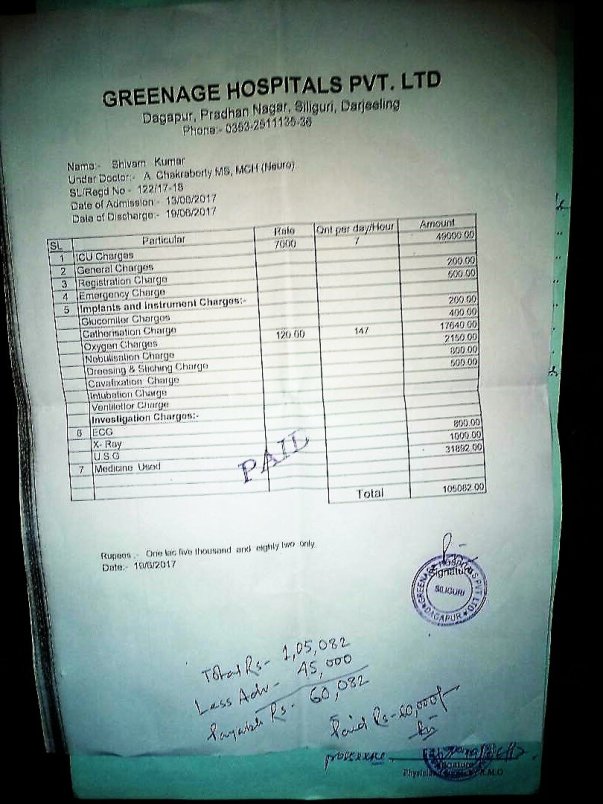 GREENAGE HOSPITALS PVT. LTD
Dagapur, Pradhan Nagar, Siliguri, Darjeeling
Phone:- 0353-2511135-36
Name:- Shivam Kumar
Under Doctor:- A. Chakraborty MS, MCH (Neuro)
SL/Regd No - 122/17-18
Date of Admission - 13/06/2017
Date of Discharge:- 19/06/2017
SL Particular Rate Qnt per day/Hour Amount
1 ICU Charges 7000 7 49000.00
2 General Charges
3 Registration Charge 200.00
4 Emergency Charge 600.00
5 Implants and Instrument Charges:-
Glucomiter Charges 200.00
Catherisation Charge 400.00
Oxygen Charges 120.00 147 17640.00
Nebulisation Charge 2150.00
Dressing & Stiching Charge 800.00
Cavafixation Charge 500.00
Intubation Charge
Ventiletior Charge
Investigation Charges:-
6 ECG
X- Ray 800.00
U.S.G 1000.00
7 Medicine Used 31892.00
PAID
Total 105082.00
Rupees :- One lac five thousand and eighty two only
Date:- 19/6/2017
Signature
GREENAGE HOSPITALS PVT LTD
SILIGURI
DAGAPUR
Total Rs- 1,05,082
Less Adv - 45,000
Payable Rs. - 60,082
Paid Rs-60,000/-